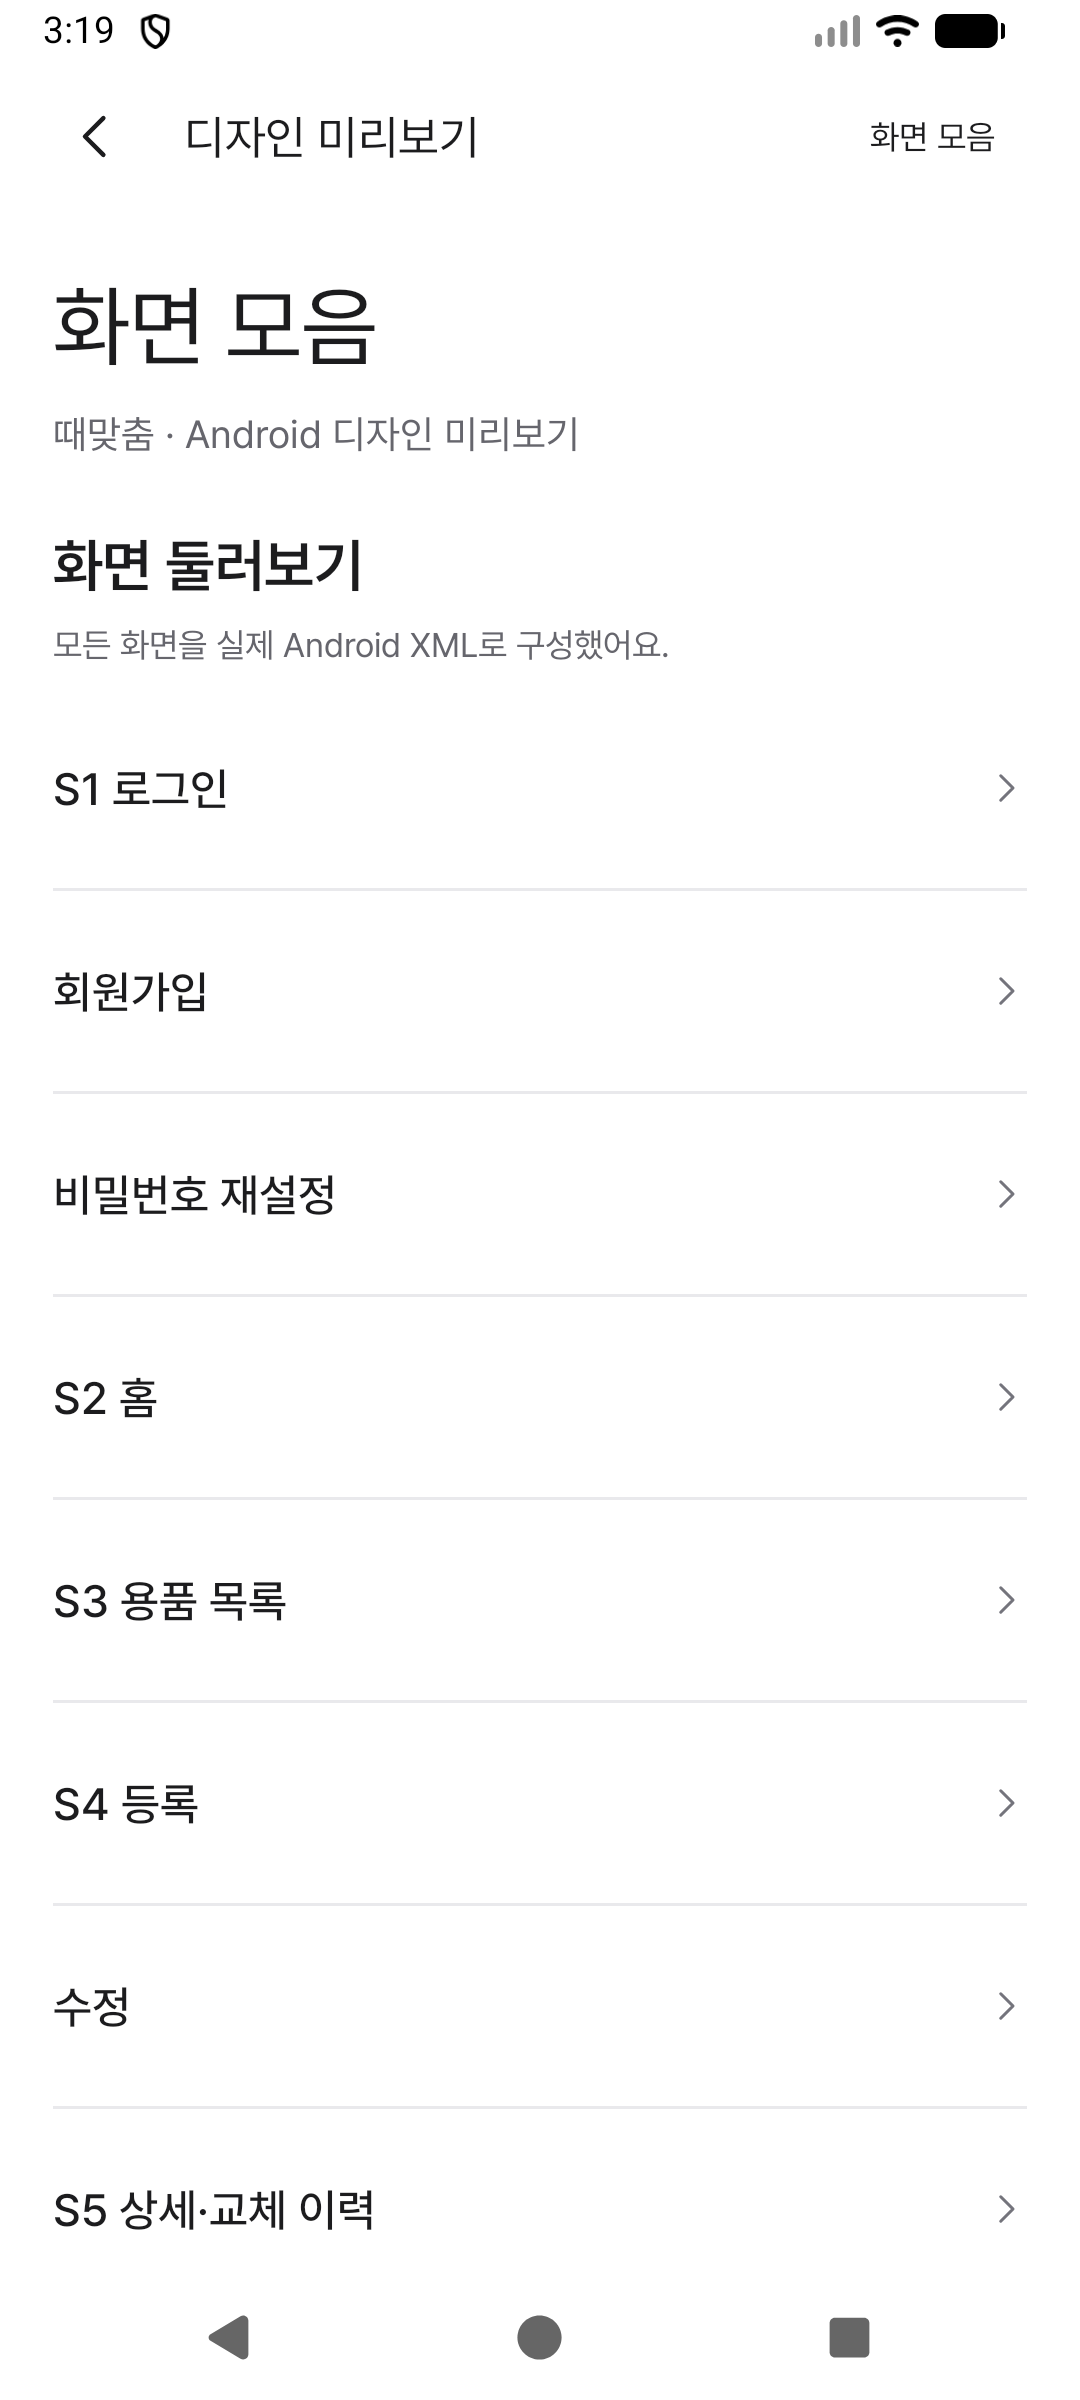 3:19
디자인 미리보기
화면 모음
화면 모음
때맞춤 · Android 디자인 미리보기
화면 둘러보기
모든 화면을 실제 Android XML로 구성했어요.
S1 로그인
회원가입
비밀번호 재설정
S2 홈
S3 용품 목록
S4 등록
수정
S5 상세·교체 이력